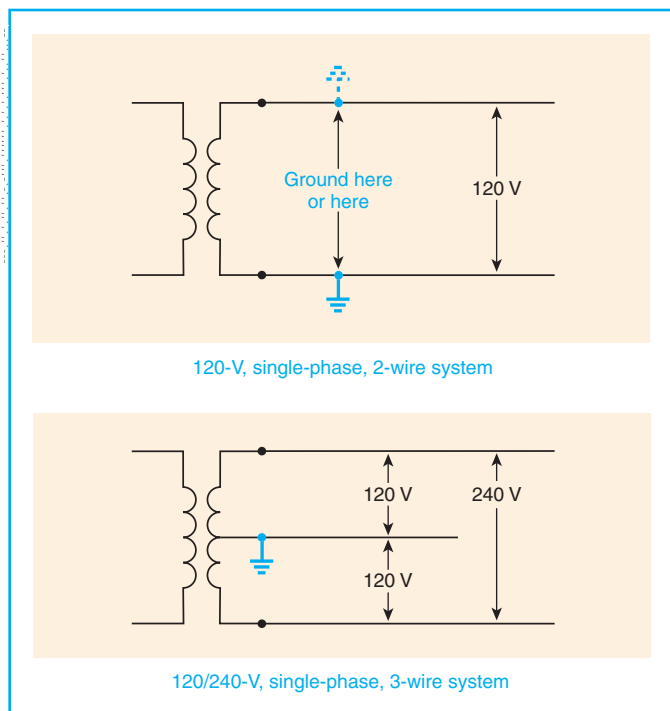 Ground here
or here
120 V
120-V, single-phase, 2-wire system
120 V
240 V
120 V
120/240-V, single-phase, 3-wire system